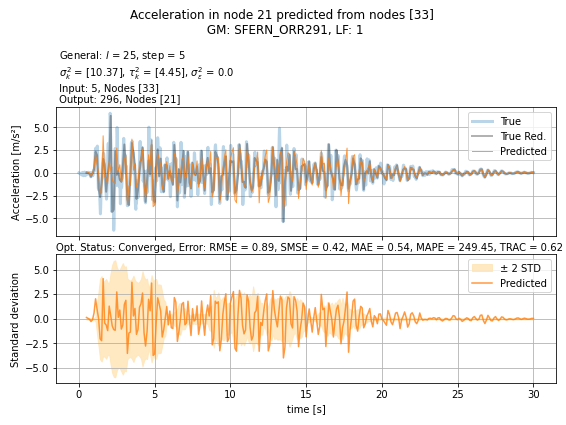 Acceleration in node 21 predicted from nodes [33]
GM: SFERN_ORR291, LF: 1
General: l = 25, step = 5
σ²ₖ = [10.37], τ²ₖ = [4.45], σ²ε = 0.0
Input: 5, Nodes [33]
Output: 296, Nodes [21]
Acceleration [m/s²]
5.0
2.5
0.0
−2.5
−5.0
True
True Red.
Predicted
Opt. Status: Converged, Error: RMSE = 0.89, SMSE = 0.42, MAE = 0.54, MAPE = 249.45, TRAC = 0.62
Standard deviation
5.0
2.5
0.0
−2.5
−5.0
± 2 STD
Predicted
0 5 10 15 20 25 30
time [s]